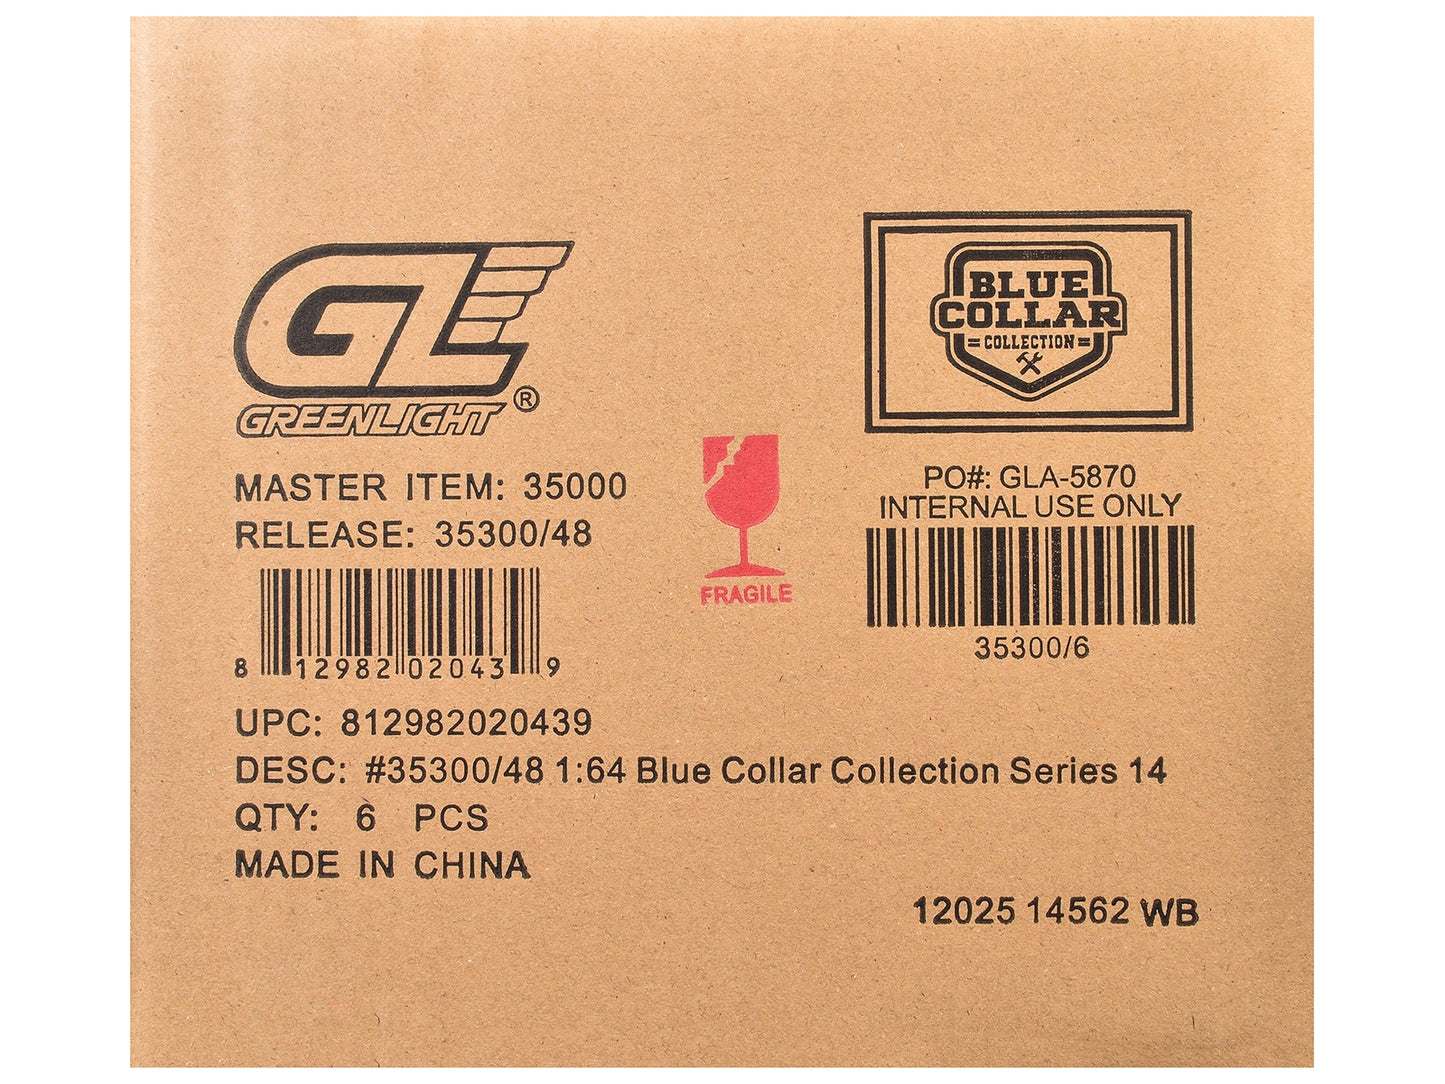 GL
GREENLIGHT®
MASTER ITEM: 35000
RELEASE: 35300/48
8 12982 02043 9
UPC: 812982020439
DESC: #35300/48 1:64 Blue Collar Collection Series 14
QTY: 6 PCS
MADE IN CHINA
FRAGILE
BLUE
COLLAR
COLLECTION
PO#: GLA-5870
INTERNAL USE ONLY
35300/6
12025 14562 WB